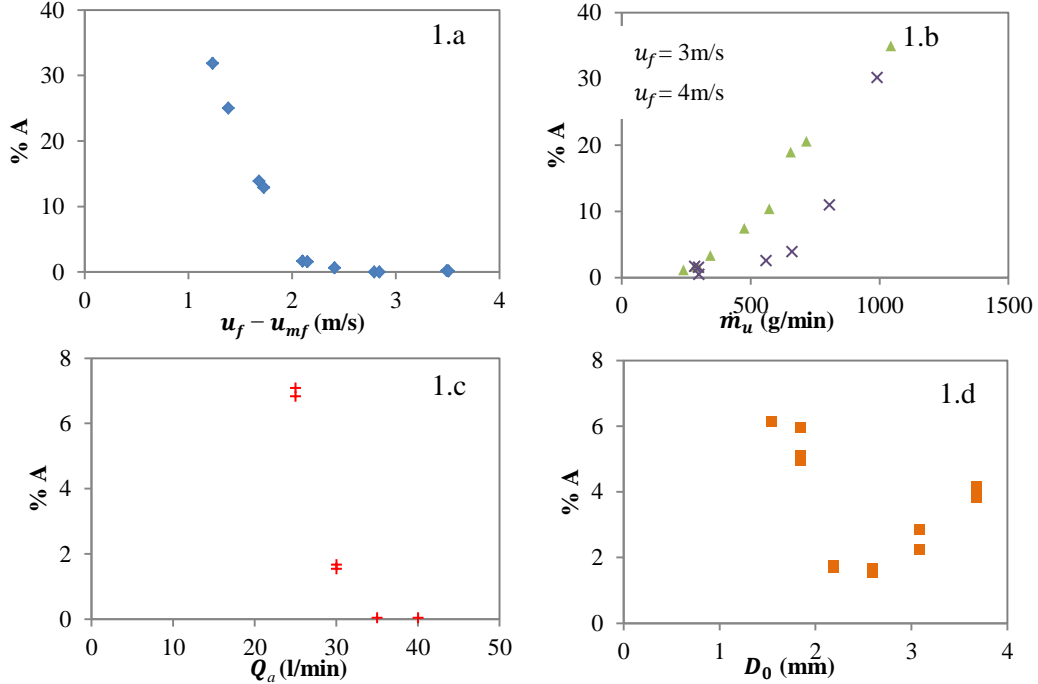 1.a
% A
40
30
20
10
0
0 1 2 3 4
u_f − u_mf (m/s)
1.b
u_f = 3m/s
u_f = 4m/s
% A
40
30
20
10
0
0 500 1000 1500
ṁ_u (g/min)
1.c
% A
8
6
4
2
0
0 10 20 30 40 50
Q_a (l/min)
1.d
% A
8
6
4
2
0
0 1 2 3 4
D_0 (mm)